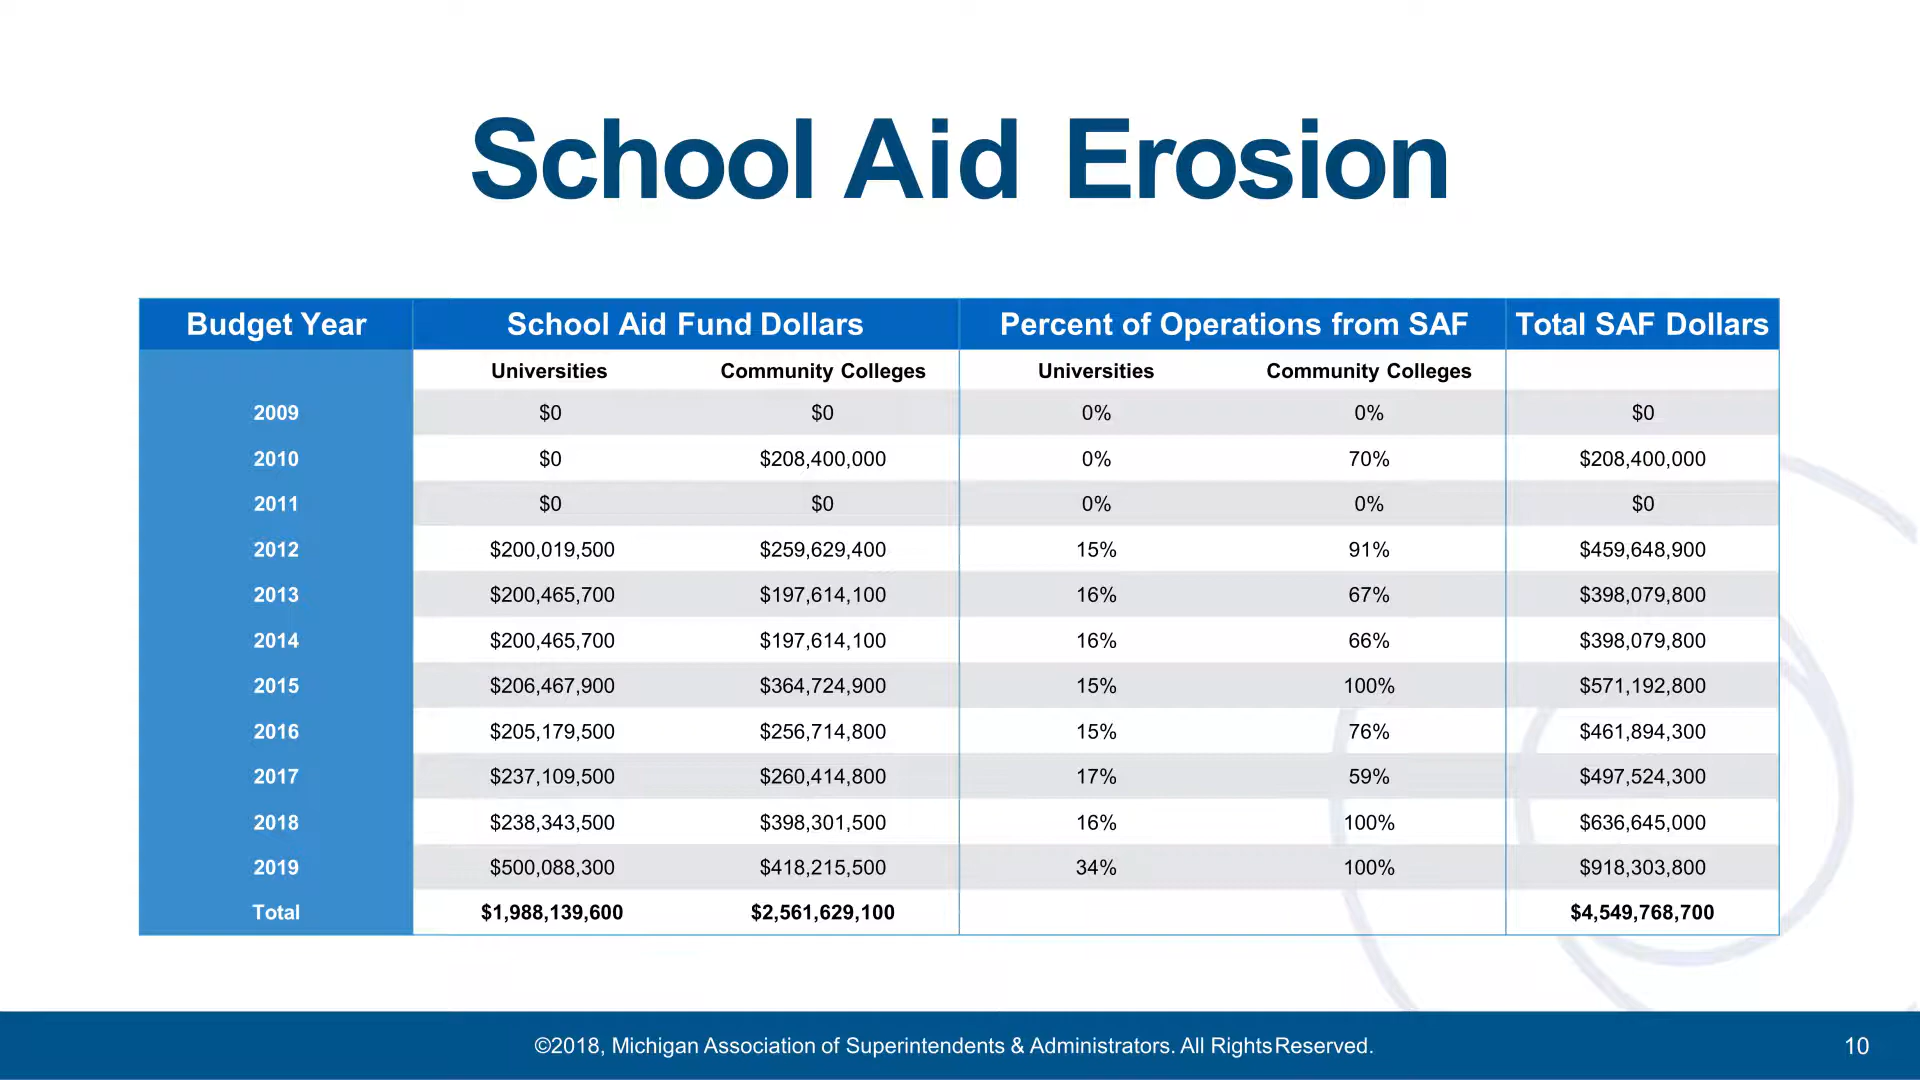 School Aid Erosion
Budget Year School Aid Fund Dollars Percent of Operations from SAF Total SAF Dollars
Universities Community Colleges Universities Community Colleges
2009 $0 $0 0% 0% $0
2010 $0 $208,400,000 0% 70% $208,400,000
2011 $0 $0 0% 0% $0
2012 $200,019,500 $259,629,400 15% 91% $459,648,900
2013 $200,465,700 $197,614,100 16% 67% $398,079,800
2014 $200,465,700 $197,614,100 16% 66% $398,079,800
2015 $206,467,900 $364,724,900 15% 100% $571,192,800
2016 $205,179,500 $256,714,800 15% 76% $461,894,300
2017 $237,109,500 $260,414,800 17% 59% $497,524,300
2018 $238,343,500 $398,301,500 16% 100% $636,645,000
2019 $500,088,300 $418,215,500 34% 100% $918,303,800
Total $1,988,139,600 $2,561,629,100 $4,549,768,700
©2018, Michigan Association of Superintendents & Administrators. All Rights Reserved. 10